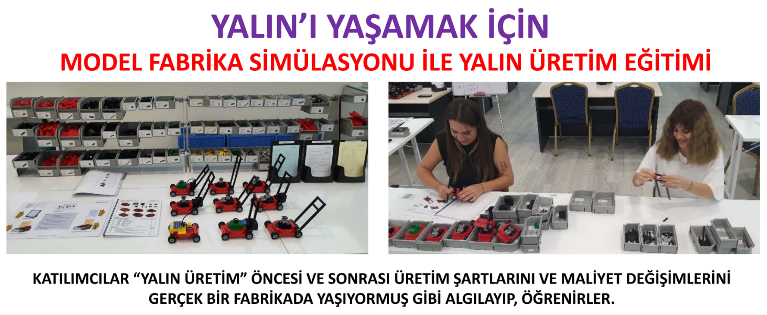 YALIN’I YAŞAMAK İÇİN
MODEL FABRİKA SİMÜLASYONU İLE YALIN ÜRETİM EĞİTİMİ
KATILIMCILAR “YALIN ÜRETİM” ÖNCESİ VE SONRASI ÜRETİM ŞARTLARINI VE MALİYET DEĞİŞİMLERİNİ
GERÇEK BİR FABRİKADA YAŞIYORMUŞ GİBİ ALGILAYIP, ÖĞRENİRLER.